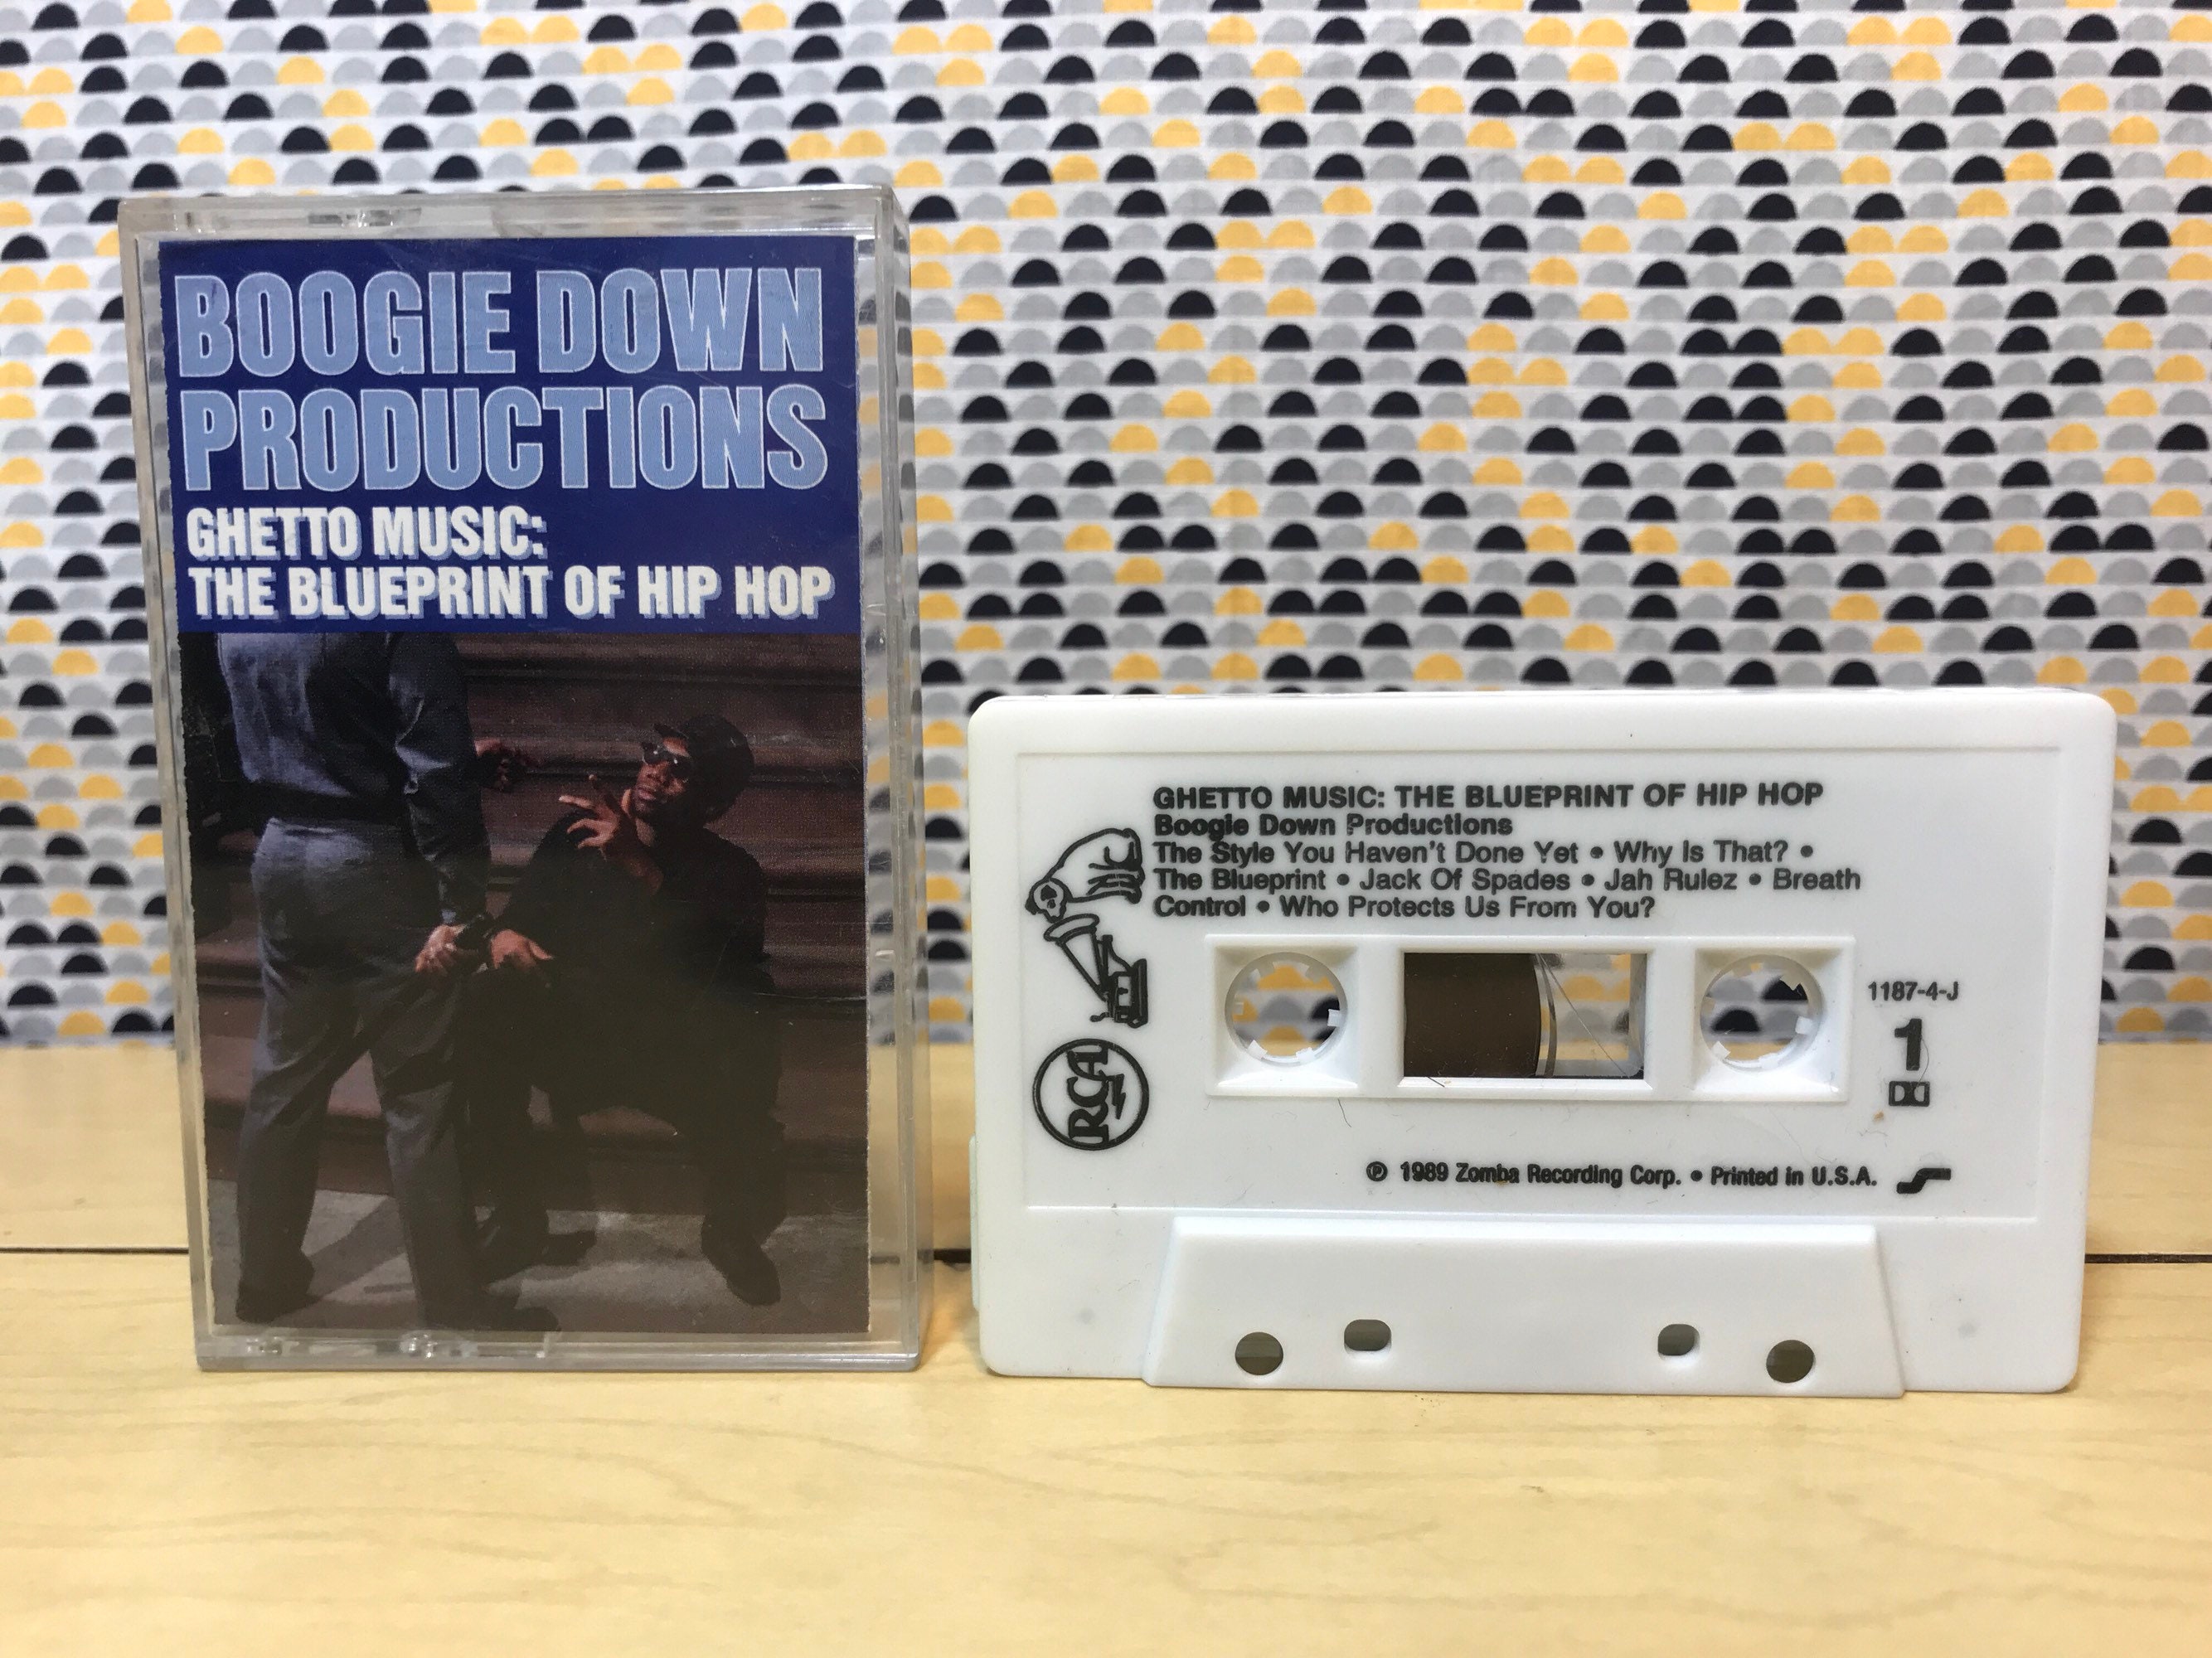 BOOGIE DOWN
PRODUCTIONS
GHETTO MUSIC:
THE BLUEPRINT OF HIP HOP
GHETTO MUSIC: THE BLUEPRINT OF HIP HOP
Boogie Down Productions
The Style You Haven't Done Yet • Why Is That? •
The Blueprint • Jack Of Spades • Jah Rulez • Breath
Control • Who Protects Us From You?
1187-4-J
1
RCA
℗ 1989 Zomba Recording Corp. • Printed in U.S.A.